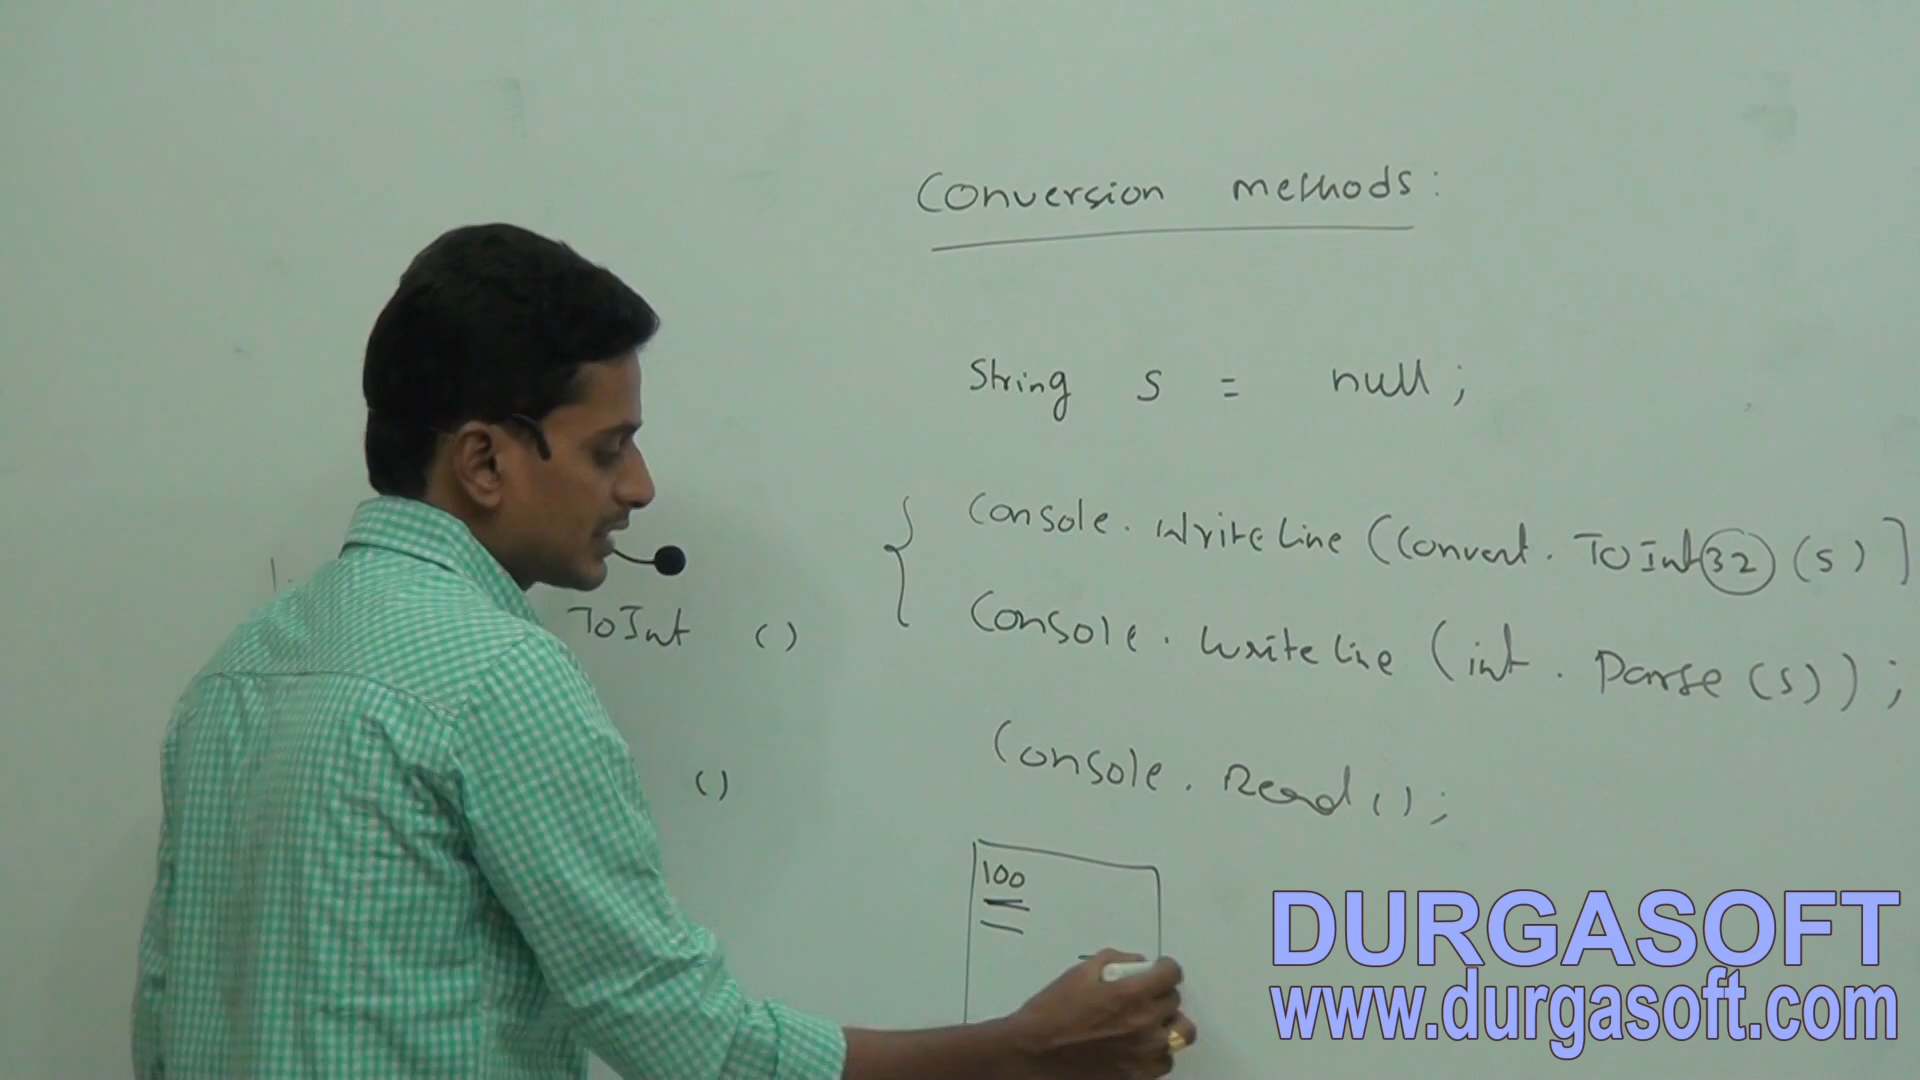 Conversion methods:
String s = null;
Console.WriteLine(Convert.ToInt32(s)]
Console.WriteLine(int.Parse(s));
ToInt ()
Console.Read();
()
100
DURGASOFT
www.durgasoft.com